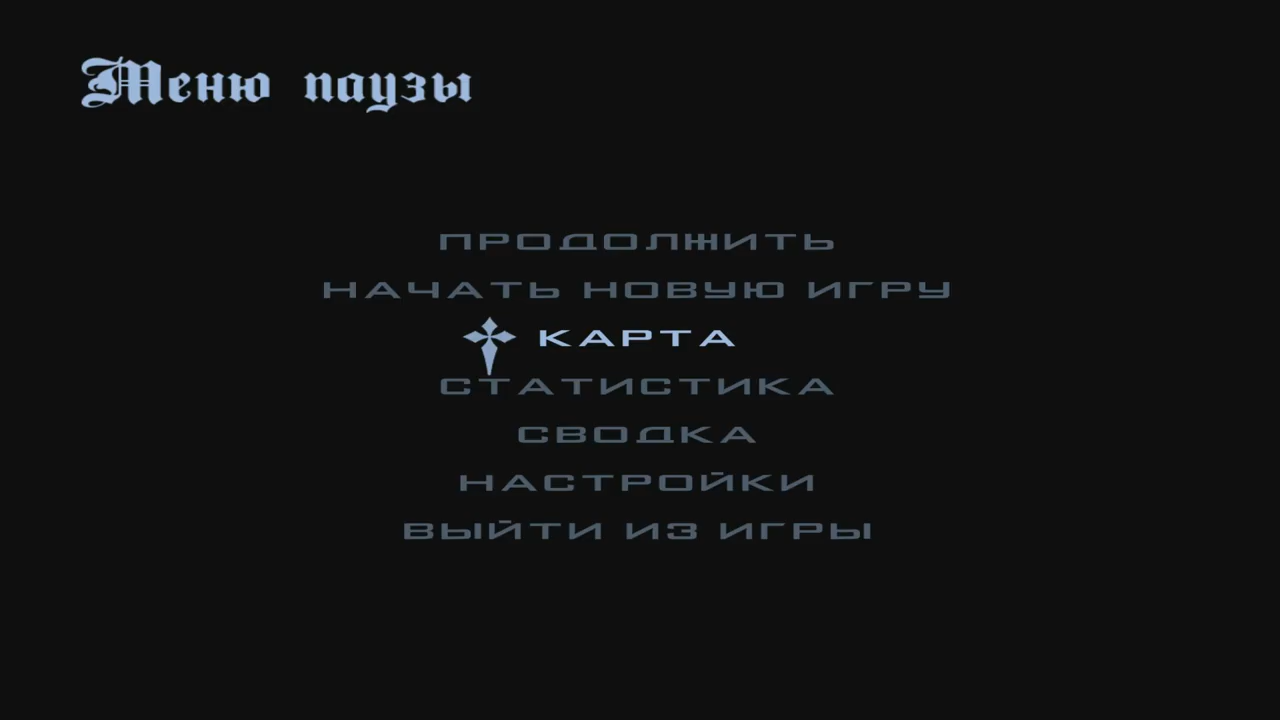 Меню паузы
ПРОДОЛЖИТЬ
НАЧАТЬ НОВУЮ ИГРУ
КАРТА
СТАТИСТИКА
СВОДКА
НАСТРОЙКИ
ВЫЙТИ ИЗ ИГРЫ